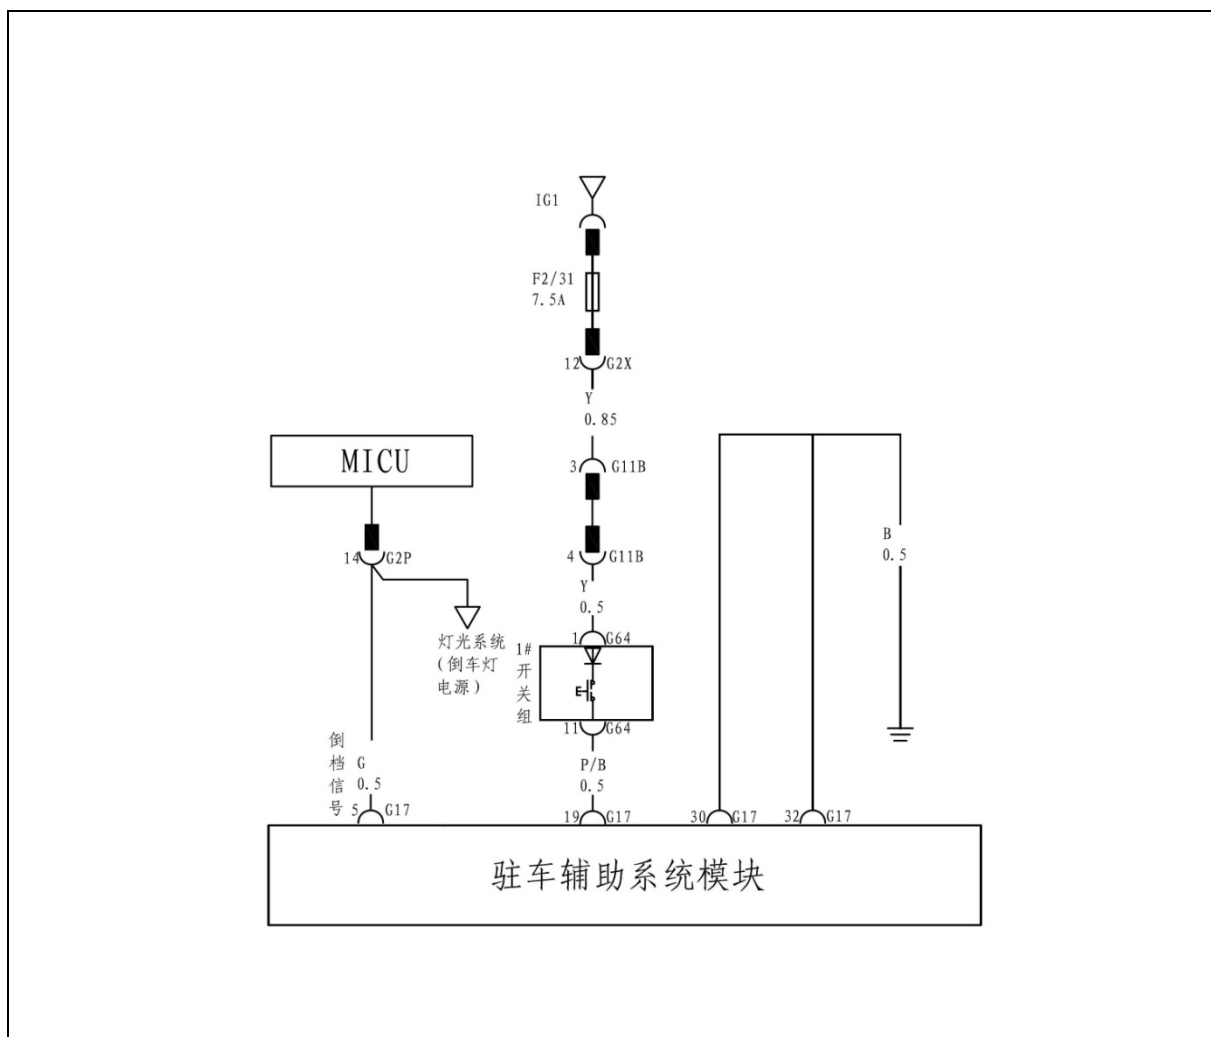 IG1
F2/31
7.5A
12 G2X
Y
0.85
MICU
3 G11B
14 G2P
4 G11B
B
0.5
Y
0.5
灯光系统
(倒车灯
电源)
1 G64
1#
开
关
组
11 G64
倒
档
信
号
G
0.5
P/B
0.5
5 G17
19 G17
30 G17
32 G17
驻车辅助系统模块